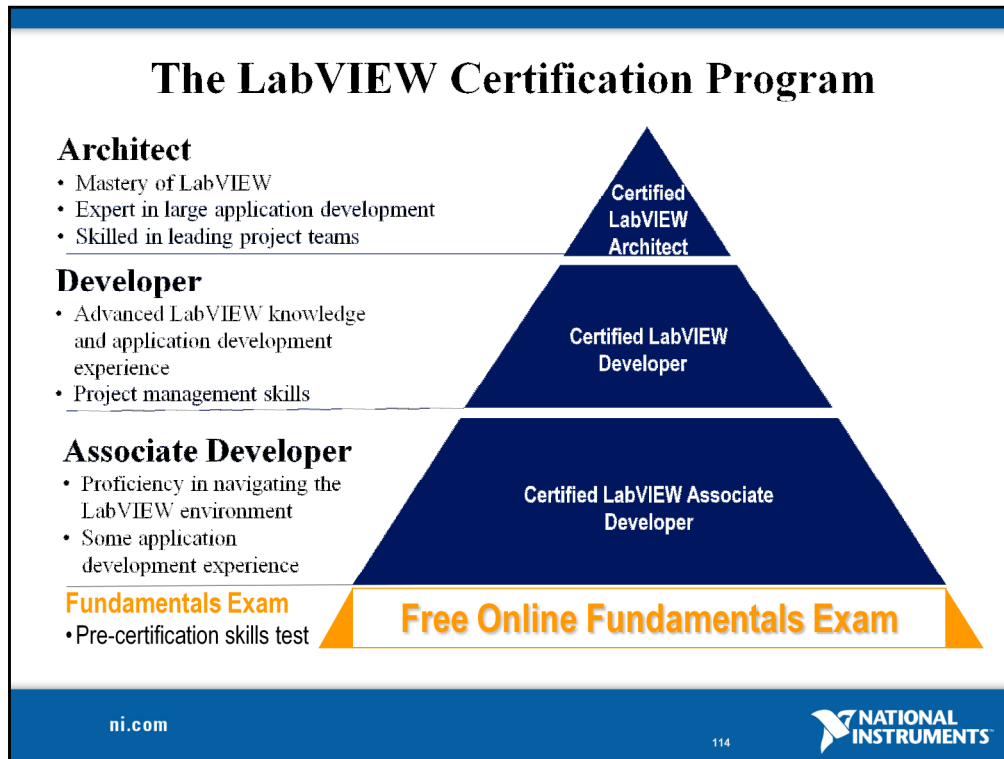 The LabVIEW Certification Program
Architect
• Mastery of LabVIEW
• Expert in large application development
• Skilled in leading project teams
Certified
LabVIEW
Architect
Developer
• Advanced LabVIEW knowledge
and application development
experience
• Project management skills
Certified LabVIEW
Developer
Associate Developer
• Proficiency in navigating the
LabVIEW environment
• Some application
development experience
Certified LabVIEW Associate
Developer
Fundamentals Exam
• Pre-certification skills test
Free Online Fundamentals Exam
ni.com
114
NATIONAL
INSTRUMENTS™